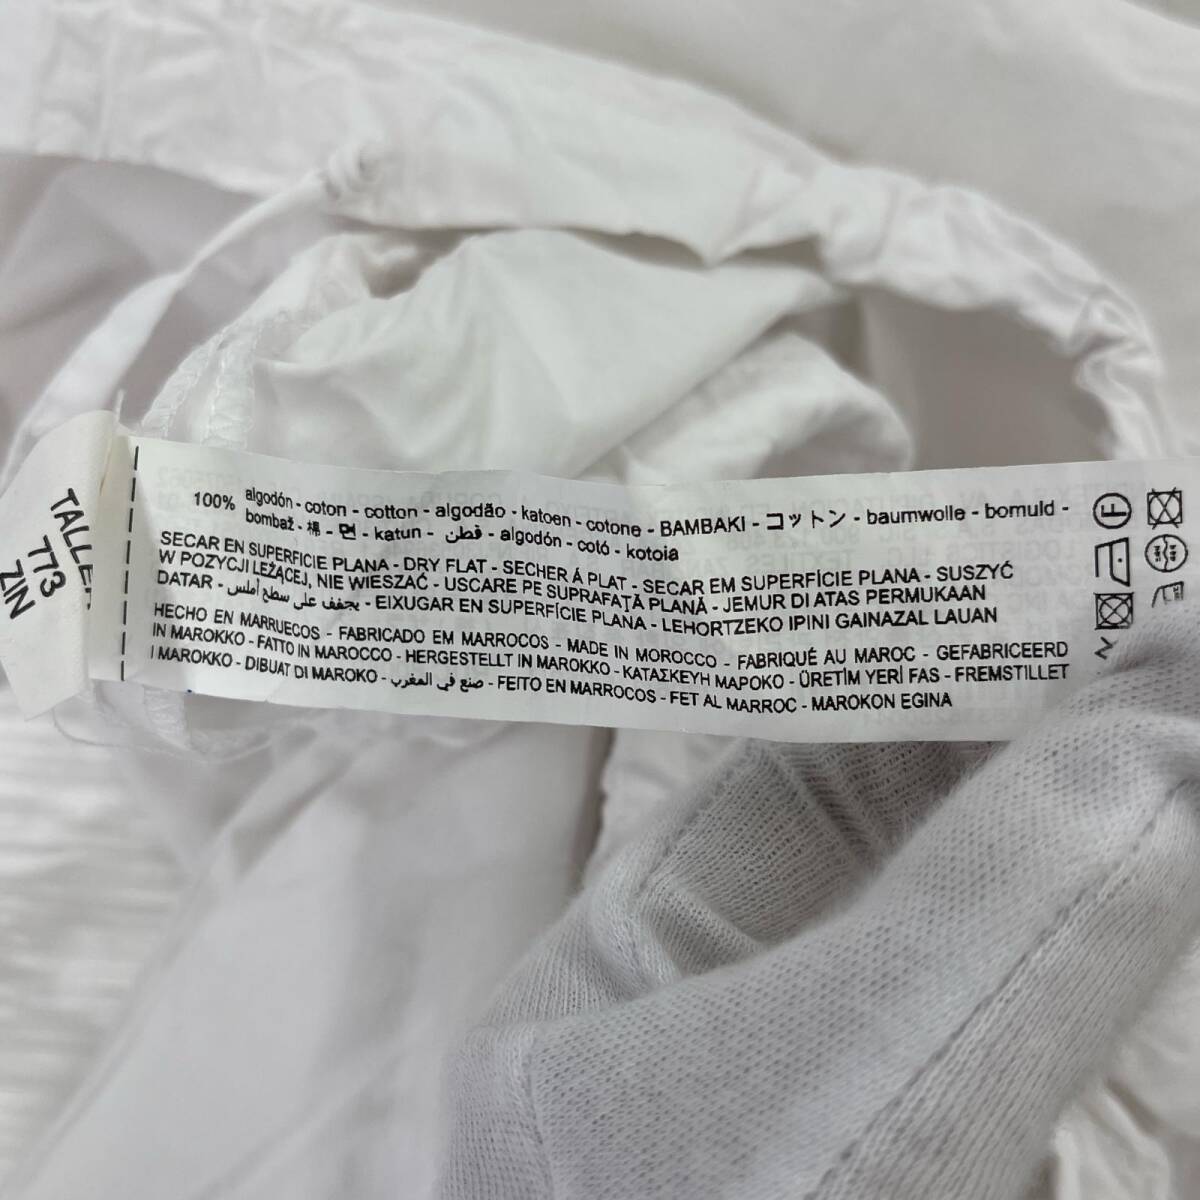 TALLER
773
ZIN
100% algodón - coton - cotton - algodão - katoen - cotone - BAMBAKI - コットン - baumwolle - bomuld -
bombaž - 棉 - 면 - katun - قطن - algodón - cotó - kotoia
SECAR EN SUPERFICIE PLANA - DRY FLAT - SECHER Á PLAT - SECAR EM SUPERFÍCIE PLANA - SUSZYĆ
W POZYCJI LEŻĄCEJ, NIE WIESZAĆ - USCARE PE SUPRAFAŢĂ PLANĂ - JEMUR DI ATAS PERMUKAAN
DATAR - يجفف على سطح أملس - EIXUGAR EN SUPERFÍCIE PLANA - LEHORTZEKO IPINI GAINAZAL LAUAN
HECHO EN MARRUECOS - FABRICADO EM MARROCOS - MADE IN MOROCCO - FABRIQUÉ AU MAROC - GEFABRICEERD
IN MAROKKO - FATTO IN MAROCCO - HERGESTELLT IN MAROKKO - ΚΑΤΑΣΚΕΥΗ ΜΑΡΟΚΟ - ÜRETİM YERİ FAS - FREMSTILLET
I MAROKKO - DIBUAT DI MAROKO - صنع في المغرب - FEITO EN MARROCOS - FET AL MARROC - MAROKON EGINA
F